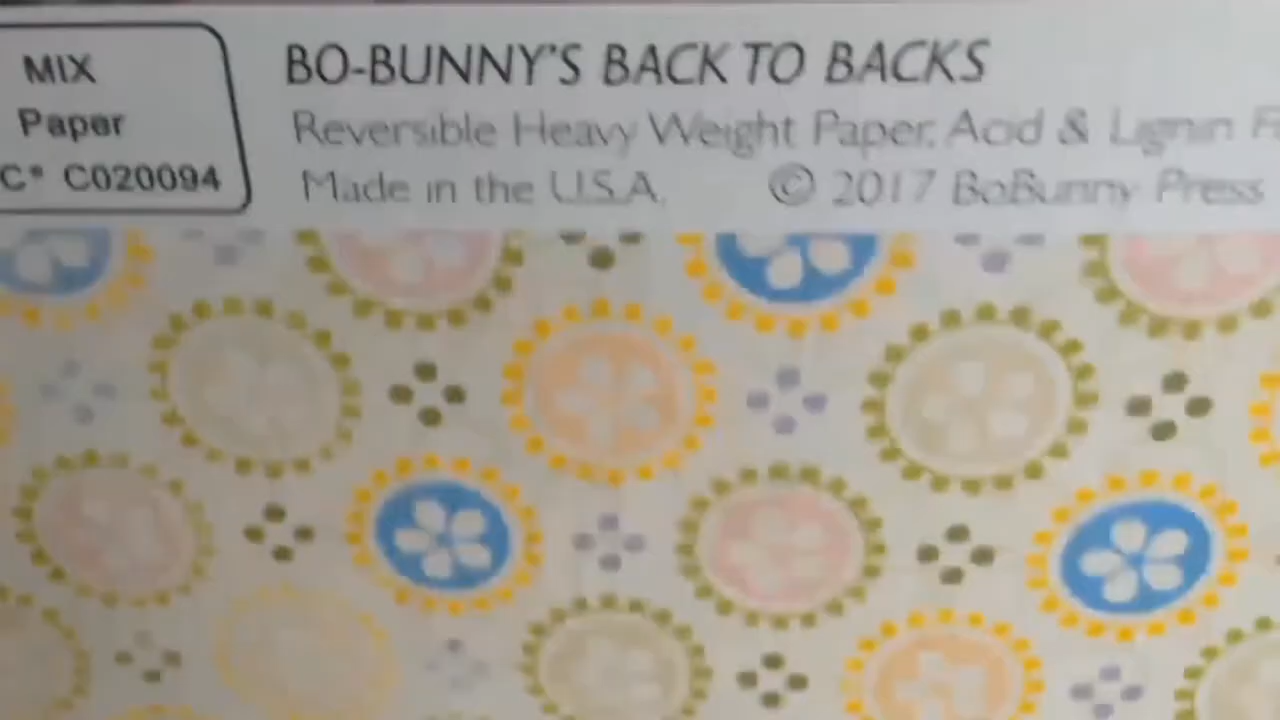 MIX
Paper
C® C020094
BO-BUNNY'S BACK TO BACKS
Reversible Heavy Weight Paper, Acid & Lignin
Made in the U.S.A. © 2017 BoBunny Press